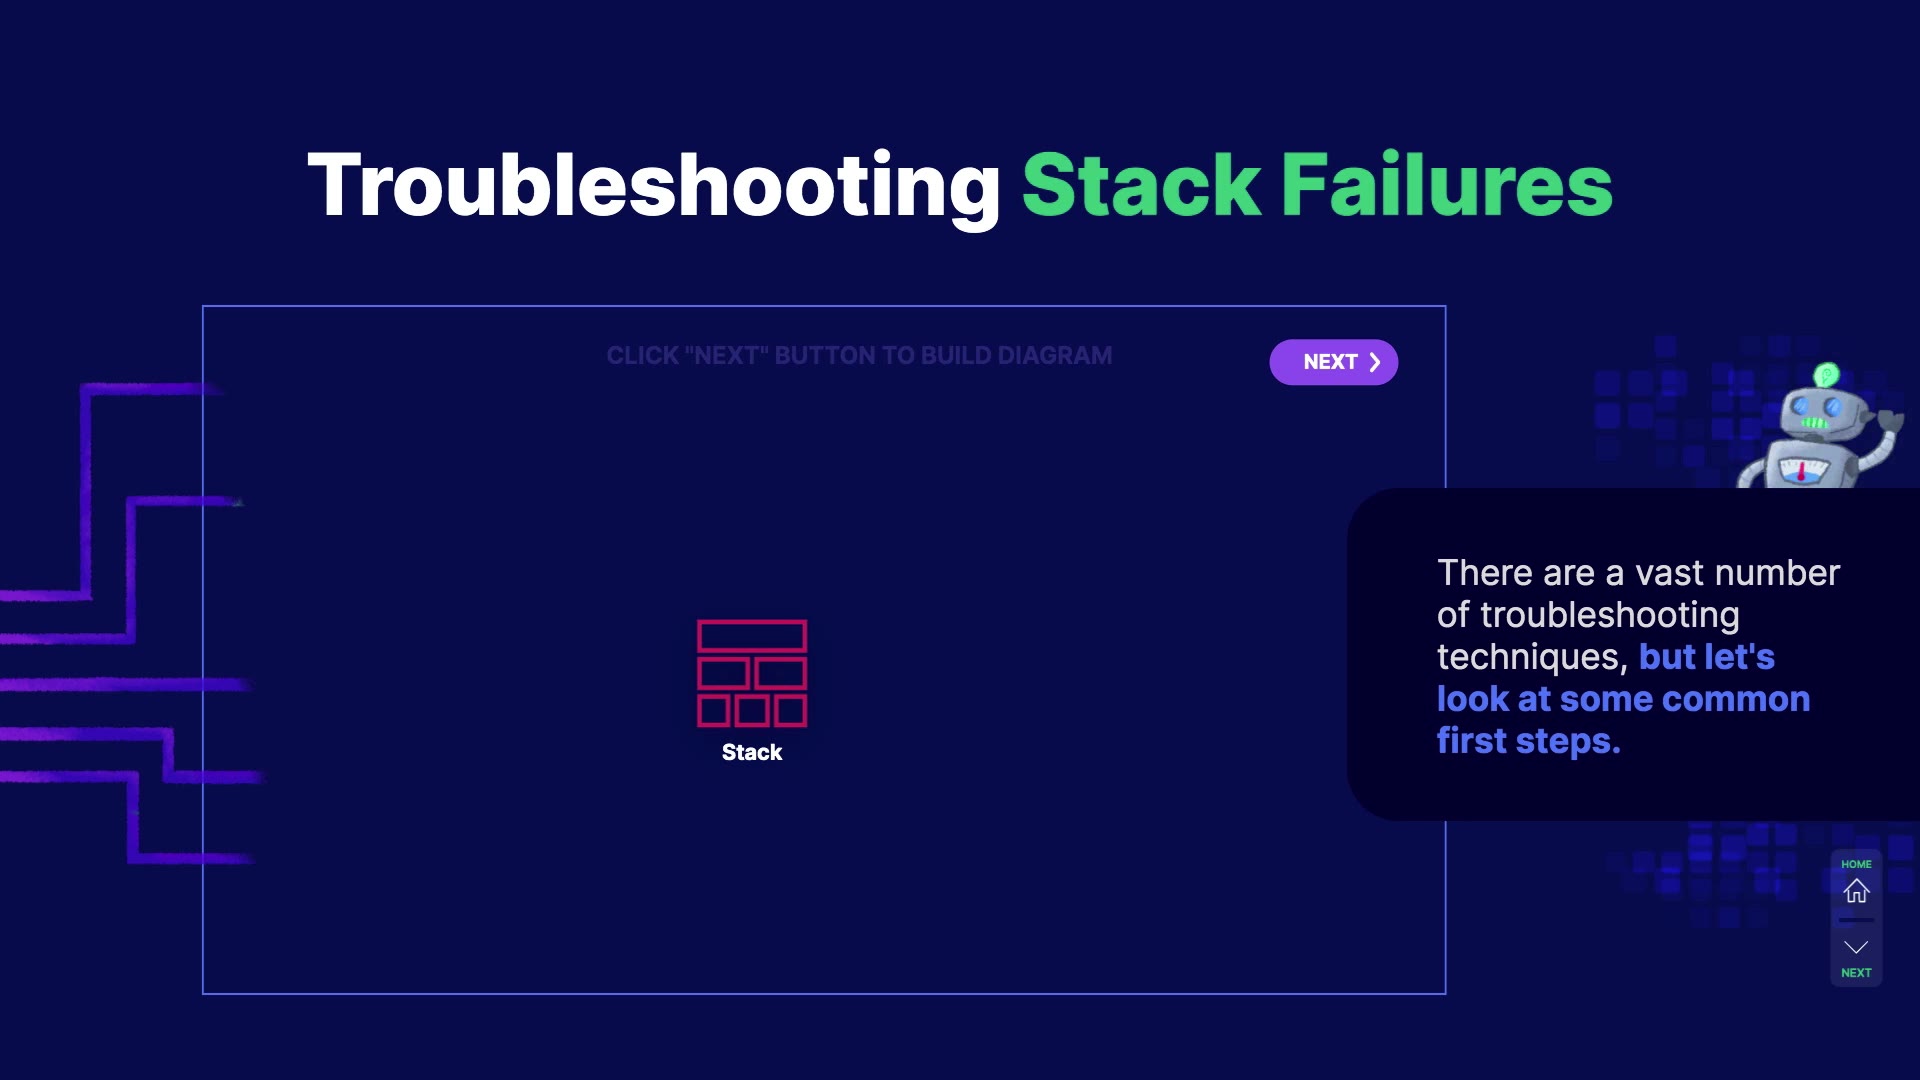 Troubleshooting Stack Failures
CLICK "NEXT" BUTTON TO BUILD DIAGRAM
NEXT
Stack
There are a vast number
of troubleshooting
techniques, but let's
look at some common
first steps.
HOME
NEXT